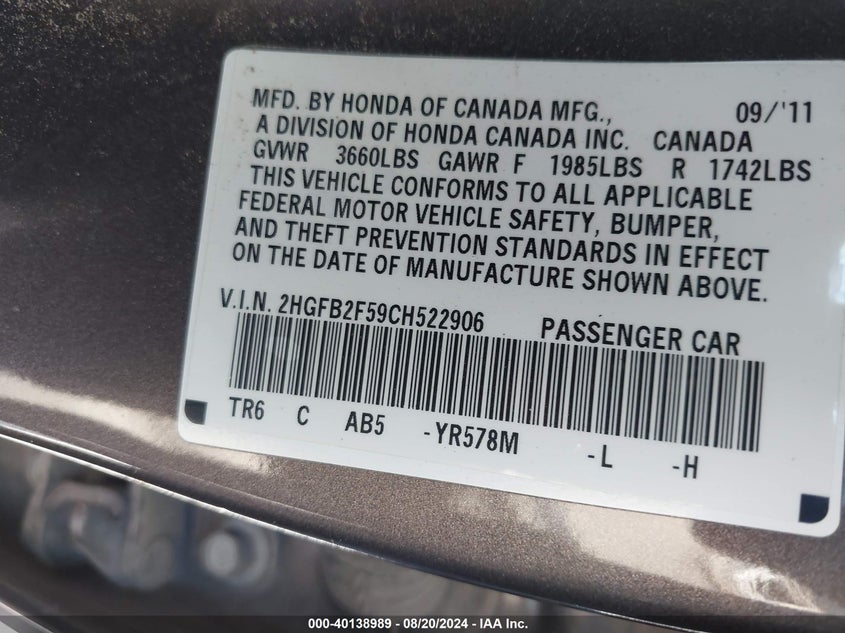 MFD. BY HONDA OF CANADA MFG., 09/'11
A DIVISION OF HONDA CANADA INC. CANADA
GVWR 3660LBS GAWR F 1985LBS R 1742LBS
THIS VEHICLE CONFORMS TO ALL APPLICABLE
FEDERAL MOTOR VEHICLE SAFETY, BUMPER,
AND THEFT PREVENTION STANDARDS IN EFFECT
ON THE DATE OF MANUFACTURE SHOWN ABOVE.
V.I.N. 2HGFB2F59CH522906 PASSENGER CAR
TR6 C AB5 -YR578M -L -H
000-40138989 | 08/20/2024 - IAA Inc.